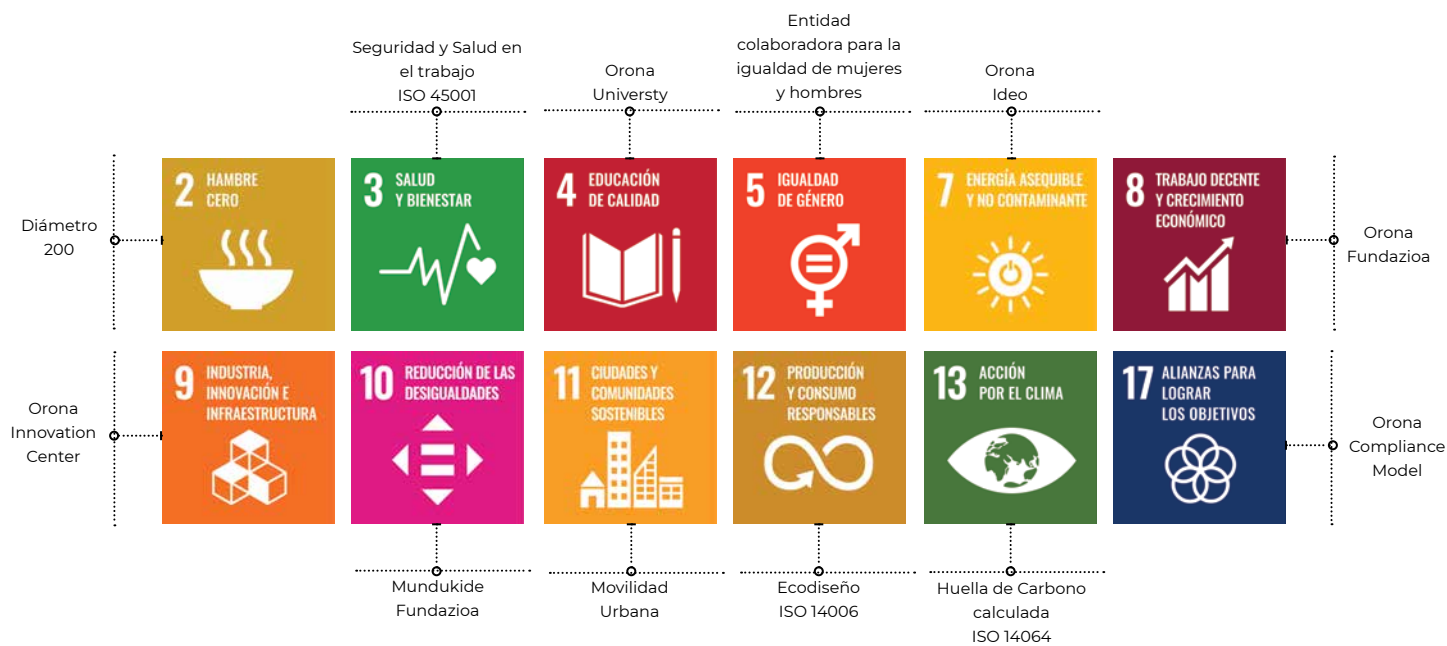 Seguridad y Salud en
el trabajo
ISO 45001
Orona
Universty
Entidad
colaboradora para la
igualdad de mujeres
y hombres
Orona
Ideo
Diámetro
200
2 HAMBRE
CERO
3 SALUD
Y BIENESTAR
4 EDUCACIÓN
DE CALIDAD
5 IGUALDAD
DE GÉNERO
7 ENERGÍA ASEQUIBLE
Y NO CONTAMINANTE
8 TRABAJO DECENTE
Y CRECIMIENTO
ECONÓMICO
Orona
Fundazioa
Orona
Innovation
Center
9 INDUSTRIA,
INNOVACIÓN E
INFRAESTRUCTURA
10 REDUCCIÓN DE LAS
DESIGUALDADES
11 CIUDADES Y
COMUNIDADES
SOSTENIBLES
12 PRODUCCIÓN
Y CONSUMO
RESPONSABLES
13 ACCIÓN
POR EL CLIMA
17 ALIANZAS PARA
LOGRAR
LOS OBJETIVOS
Orona
Compliance
Model
Mundukide
Fundazioa
Movilidad
Urbana
Ecodiseño
ISO 14006
Huella de Carbono
calculada
ISO 14064